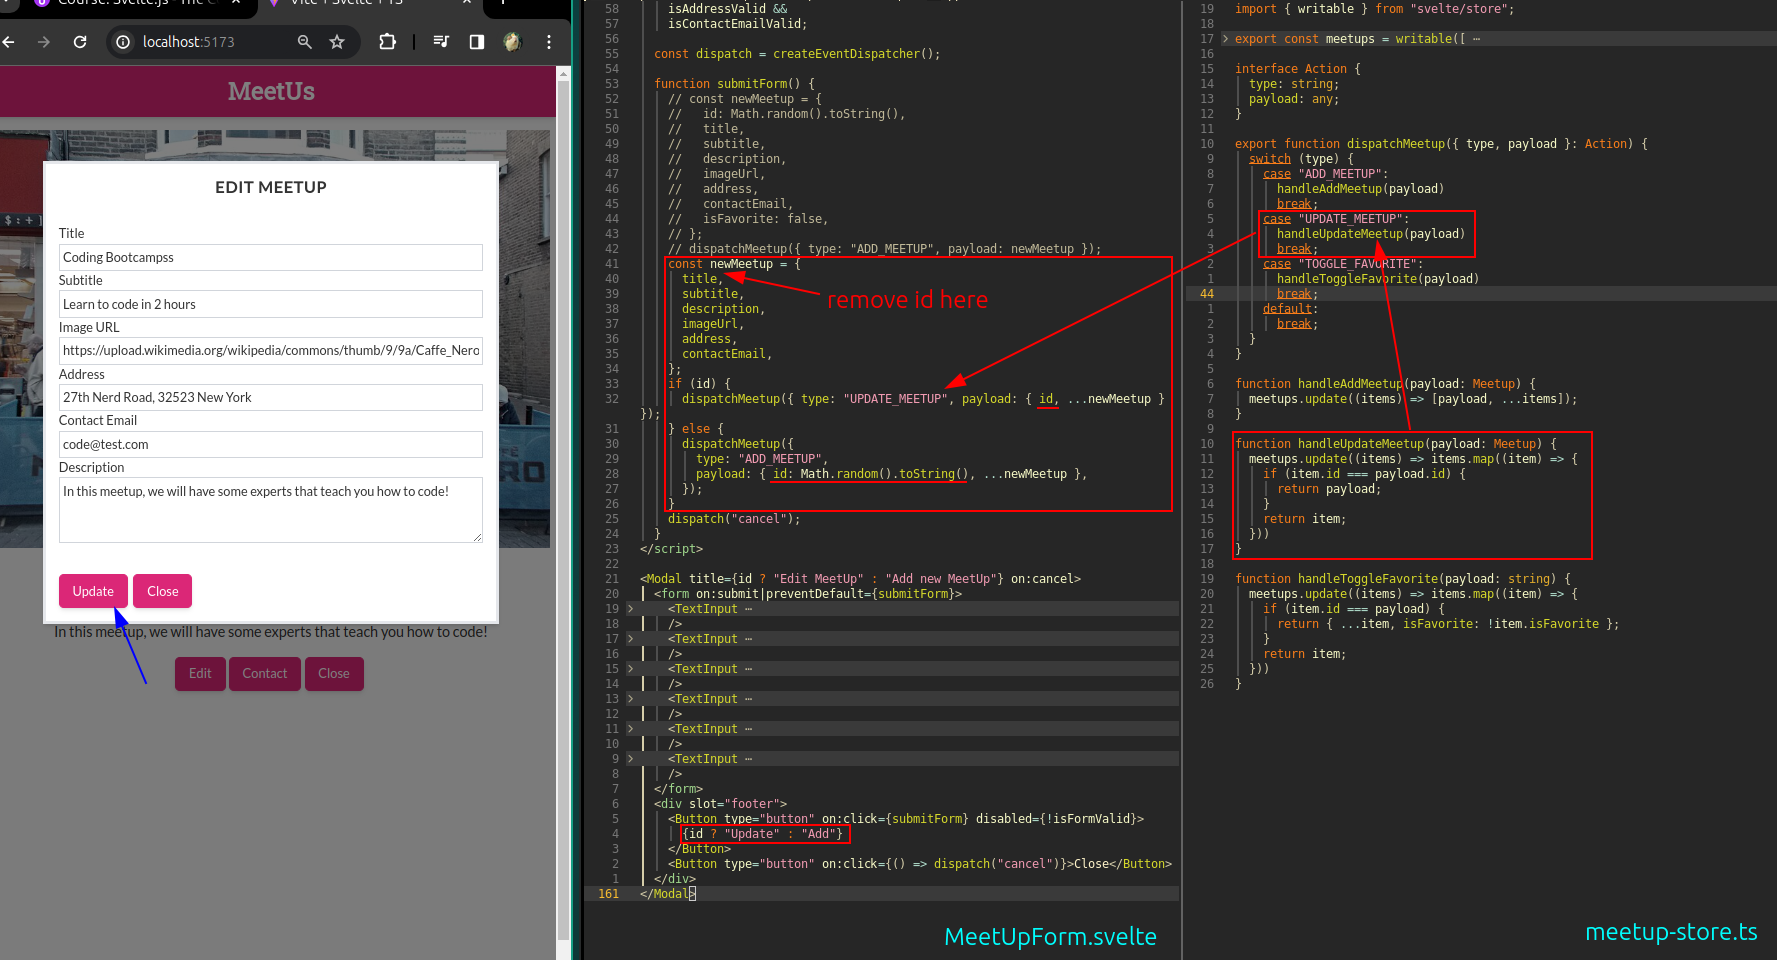 Course: Svelte.js - The C
Vite + Svelte + TS
localhost:5173
MeetUs
EDIT MEETUP
Title
Coding Bootcampss
Subtitle
Learn to code in 2 hours
Image URL
https://upload.wikimedia.org/wikipedia/commons/thumb/9/9a/Caffe_Nero
Address
27th Nerd Road, 32523 New York
Contact Email
code@test.com
Description
In this meetup, we will have some experts that teach you how to code!
Update Close
In this meetup, we will have some experts that teach you how to code!
Edit Contact Close
58 isAddressValid &&
57 isContactEmailValid;
56
55 const dispatch = createEventDispatcher();
54
53 function submitForm() {
52 // const newMeetup = {
51 //   id: Math.random().toString(),
50 //   title,
49 //   subtitle,
48 //   description,
47 //   imageUrl,
46 //   address,
45 //   contactEmail,
44 //   isFavorite: false,
43 // };
42 // dispatchMeetup({ type: "ADD_MEETUP", payload: newMeetup });
41 const newMeetup = {
40 title,
39 subtitle,
38 description,
37 imageUrl,
36 address,
35 contactEmail,
34 };
33 if (id) {
32 dispatchMeetup({ type: "UPDATE_MEETUP", payload: { id, ...newMeetup }
});
31 } else {
30 dispatchMeetup({
29 type: "ADD_MEETUP",
28 payload: { id: Math.random().toString(), ...newMeetup },
27 });
26 }
25 dispatch("cancel");
24 }
23 </script>
22
21 <Modal title={id ? "Edit MeetUp" : "Add new MeetUp"} on:cancel>
20 <form on:submit|preventDefault={submitForm}>
19 > <TextInput ⋯
18 />
17 > <TextInput ⋯
16 />
15 > <TextInput ⋯
14 />
13 > <TextInput ⋯
12 />
11 > <TextInput ⋯
10 />
9 > <TextInput ⋯
8 />
7 </form>
6 <div slot="footer">
5 <Button type="button" on:click={submitForm} disabled={!isFormValid}>
4 {id ? "Update" : "Add"}
3 </Button>
2 <Button type="button" on:click={() => dispatch("cancel")}>Close</Button>
1 </div>
161 </Modal>
remove id here
MeetUpForm.svelte
19 import { writable } from "svelte/store";
18
17 > export const meetups = writable([ ⋯
16
15 interface Action {
14 type: string;
13 payload: any;
12 }
11
10 export function dispatchMeetup({ type, payload }: Action) {
9 switch (type) {
8 case "ADD_MEETUP":
7 handleAddMeetup(payload)
6 break;
5 case "UPDATE_MEETUP":
4 handleUpdateMeetup(payload)
3 break;
2 case "TOGGLE_FAVORITE":
1 handleToggleFavorite(payload)
44 break;
1 default:
2 break;
3 }
4 }
5
6 function handleAddMeetup(payload: Meetup) {
7 meetups.update((items) => [payload, ...items]);
8 }
9
10 function handleUpdateMeetup(payload: Meetup) {
11 meetups.update((items) => items.map((item) => {
12 if (item.id === payload.id) {
13 return payload;
14 }
15 return item;
16 }))
17 }
18
19 function handleToggleFavorite(payload: string) {
20 meetups.update((items) => items.map((item) => {
21 if (item.id === payload) {
22 return { ...item, isFavorite: !item.isFavorite };
23 }
24 return item;
25 }))
26 }
meetup-store.ts